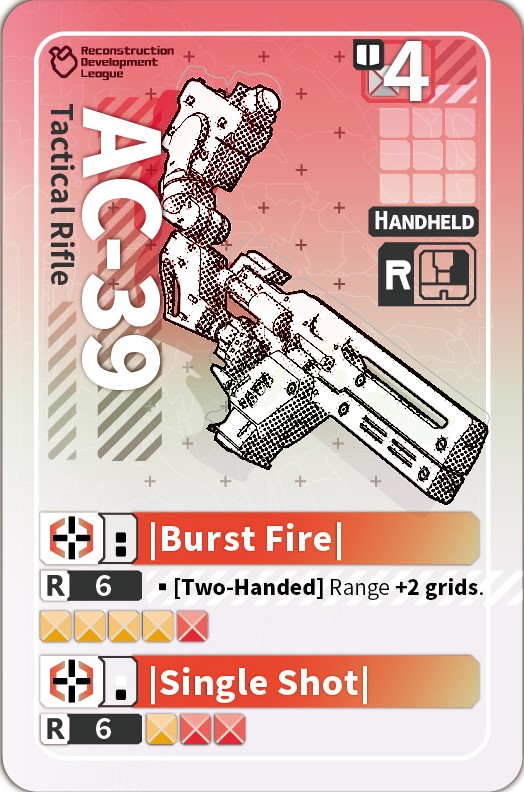 Reconstruction
Development
League
4
AC-39
Tactical Rifle
HANDHELD
R
|Burst Fire|
R 6
▪ [Two-Handed] Range +2 grids.
|Single Shot|
R 6